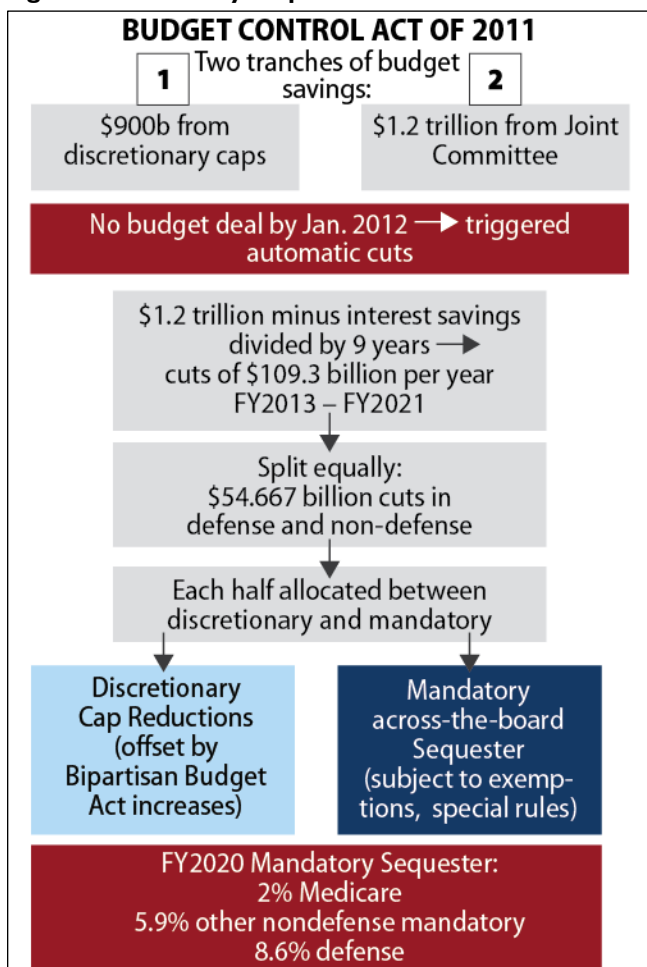 BUDGET CONTROL ACT OF 2011
1 Two tranches of budget 2
savings:
$900b from
discretionary caps
$1.2 trillion from Joint
Committee
No budget deal by Jan. 2012 → triggered
automatic cuts
$1.2 trillion minus interest savings
divided by 9 years →
cuts of $109.3 billion per year
FY2013 – FY2021
Split equally:
$54.667 billion cuts in
defense and non-defense
Each half allocated between
discretionary and mandatory
Discretionary
Cap Reductions
(offset by
Bipartisan Budget
Act increases)
Mandatory
across-the-board
Sequester
(subject to exemp-
tions, special rules)
FY2020 Mandatory Sequester:
2% Medicare
5.9% other nondefense mandatory
8.6% defense